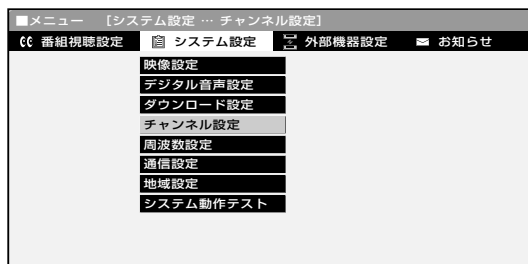 ■メニュー [システム設定 … チャンネル設定]
番組視聴設定 システム設定 外部機器設定 お知らせ
映像設定
デジタル音声設定
ダウンロード設定
チャンネル設定
周波数設定
通信設定
地域設定
システム動作テスト